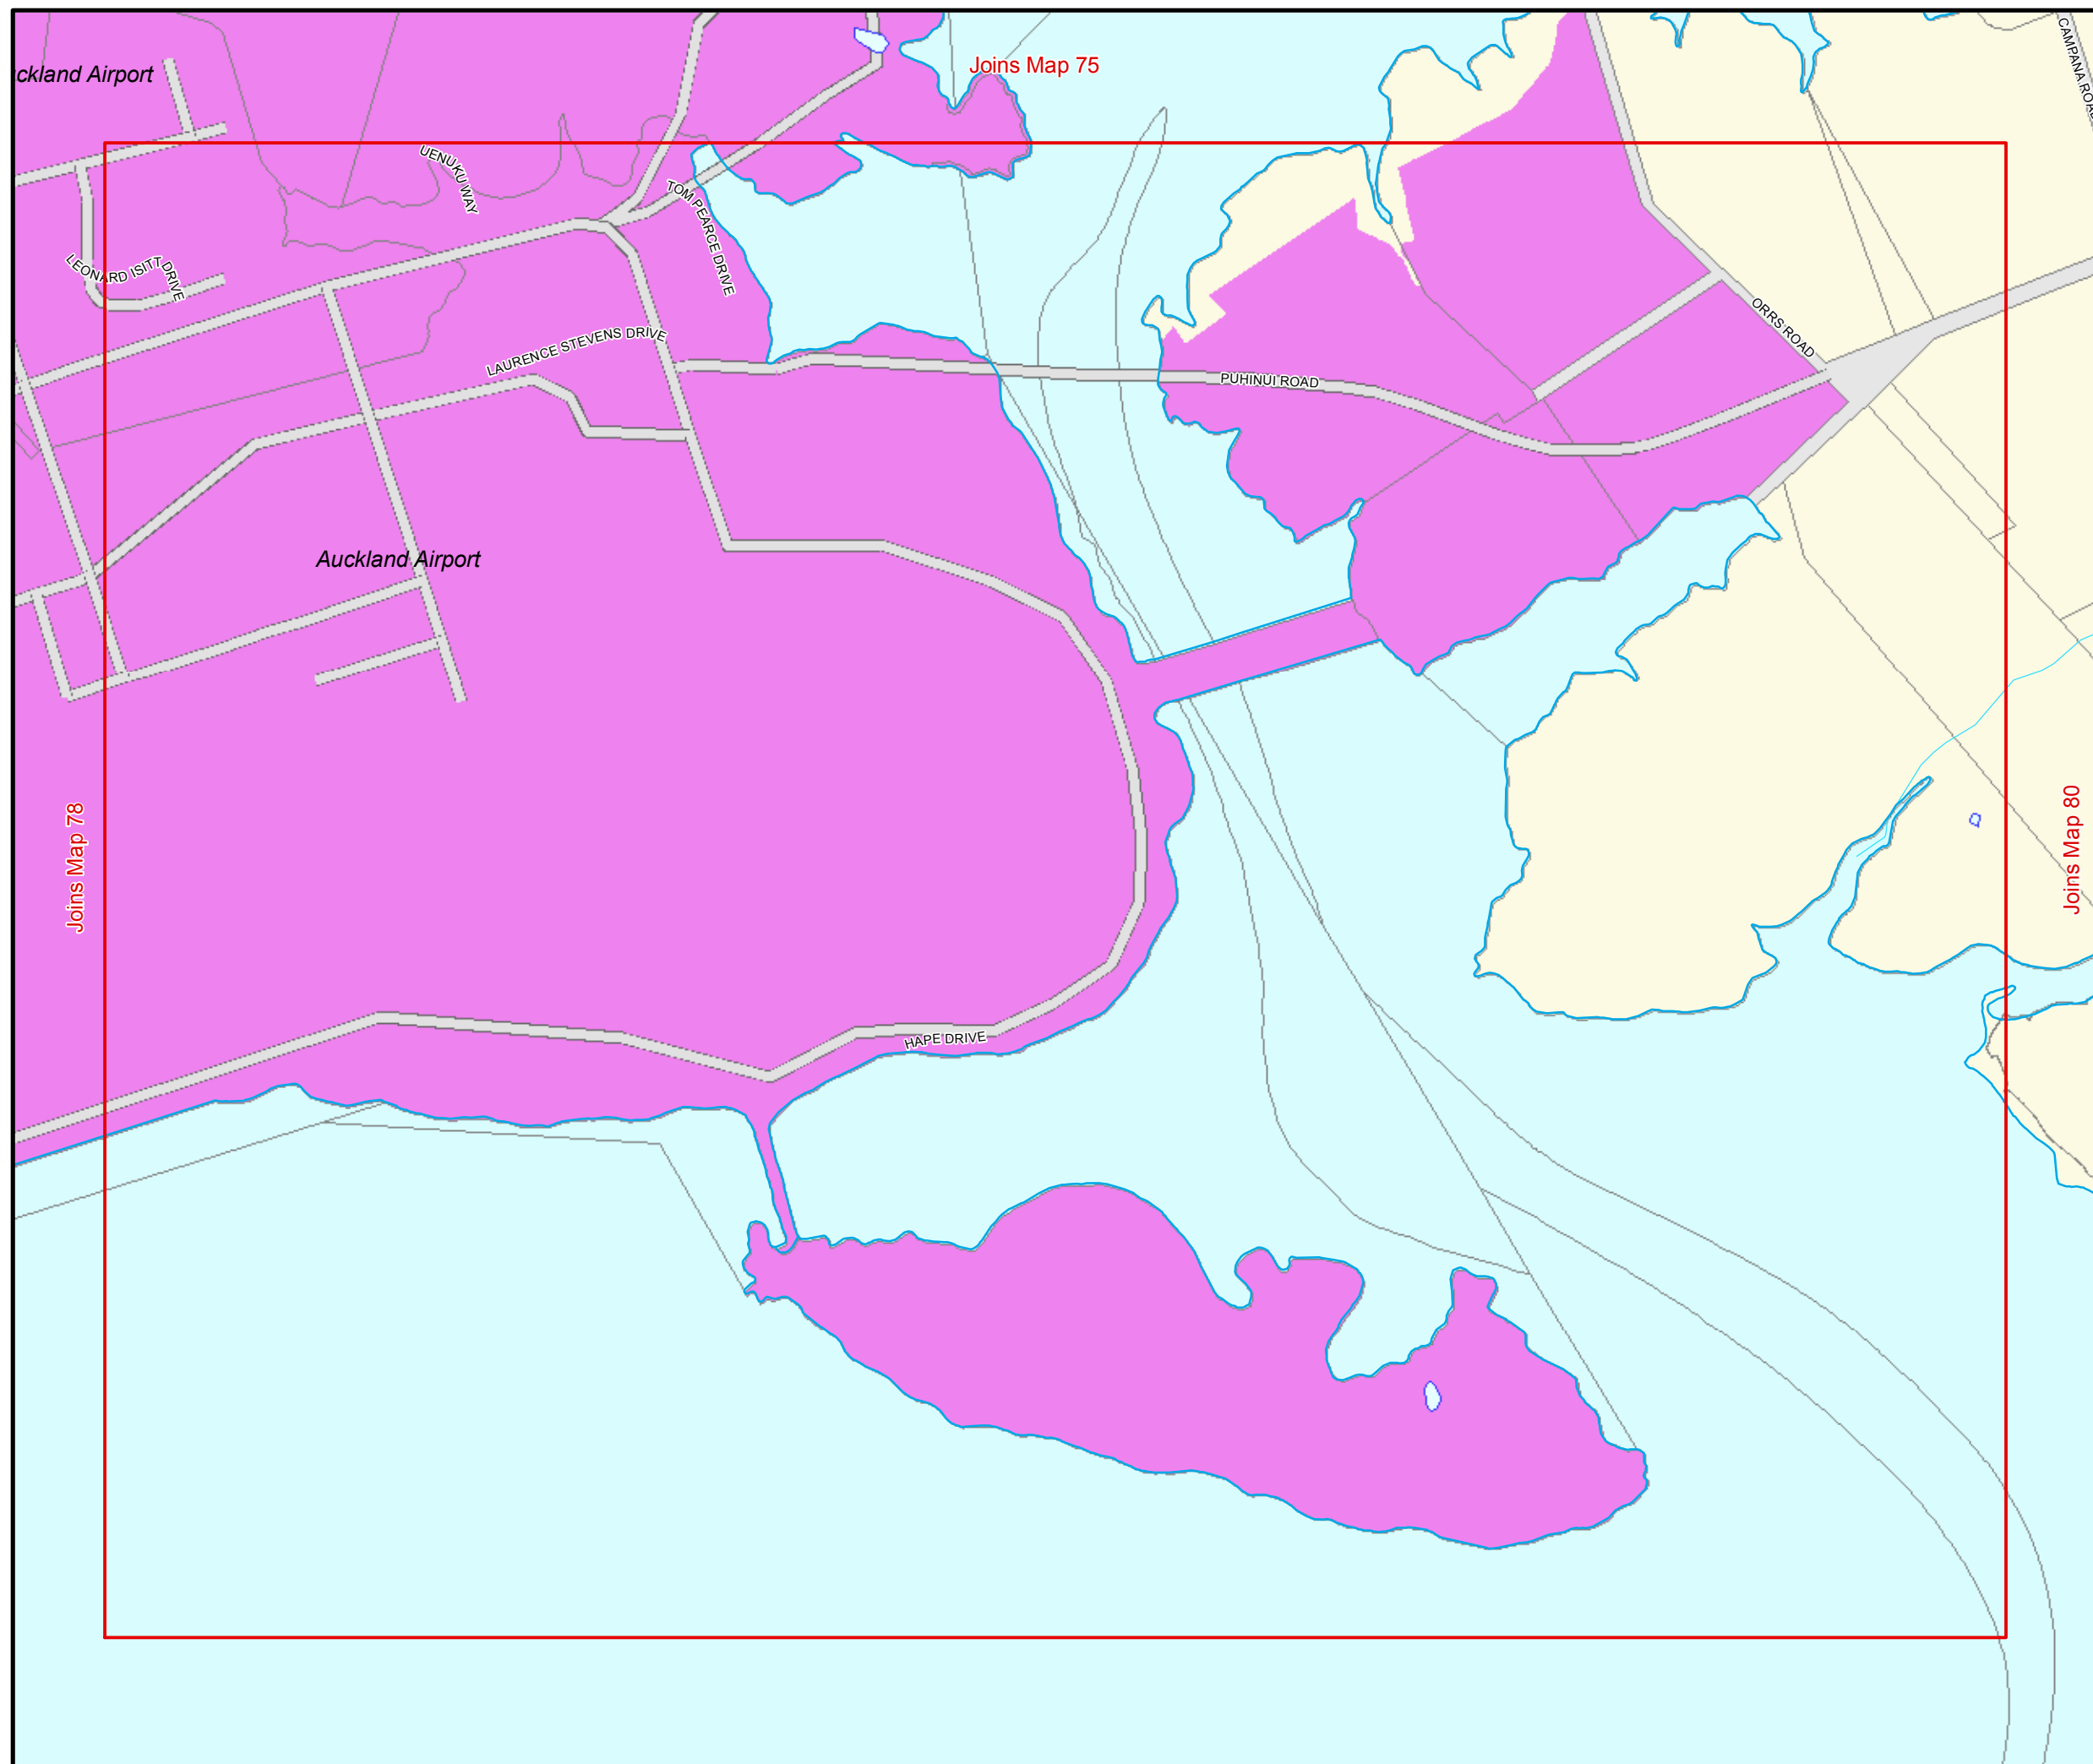 CAMPANA ROA
Joins Map 75
ckland Airport
UENUKU WAY
TOM PEARCE DRIVE
LEONARD ISITT DRIVE
ORRS ROAD
LAURENCE STEVENS DRIVE
PUHINUI ROAD
Auckland Airport
Joins Map 78
Joins Map 80
HAPE DRIVE